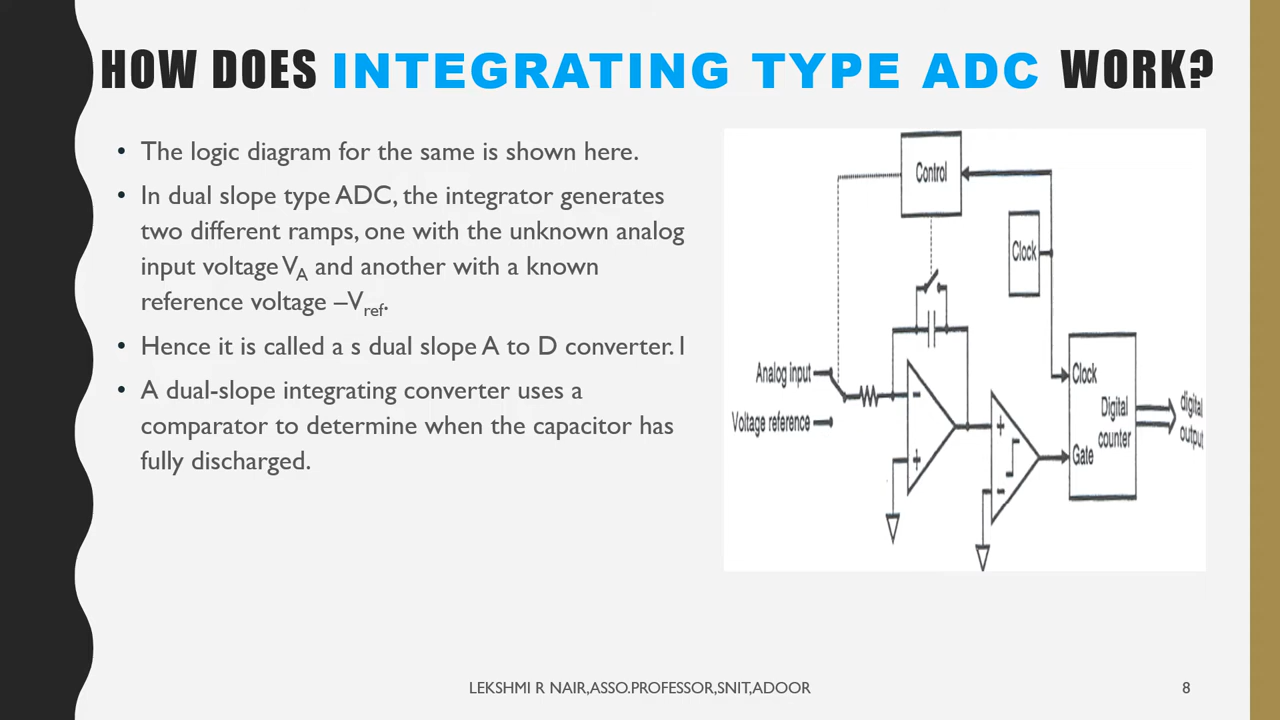 HOW DOES INTEGRATING TYPE ADC WORK?
• The logic diagram for the same is shown here.
• In dual slope type ADC, the integrator generates
two different ramps, one with the unknown analog
input voltage VA and another with a known
reference voltage –Vref.
• Hence it is called a s dual slope A to D converter. I
• A dual-slope integrating converter uses a
comparator to determine when the capacitor has
fully discharged.
Control
Clock
Analog input
Voltage reference
Clock
Digital
counter
Gate
digital
output
LEKSHMI R NAIR,ASSO.PROFESSOR,SNIT,ADOOR
8